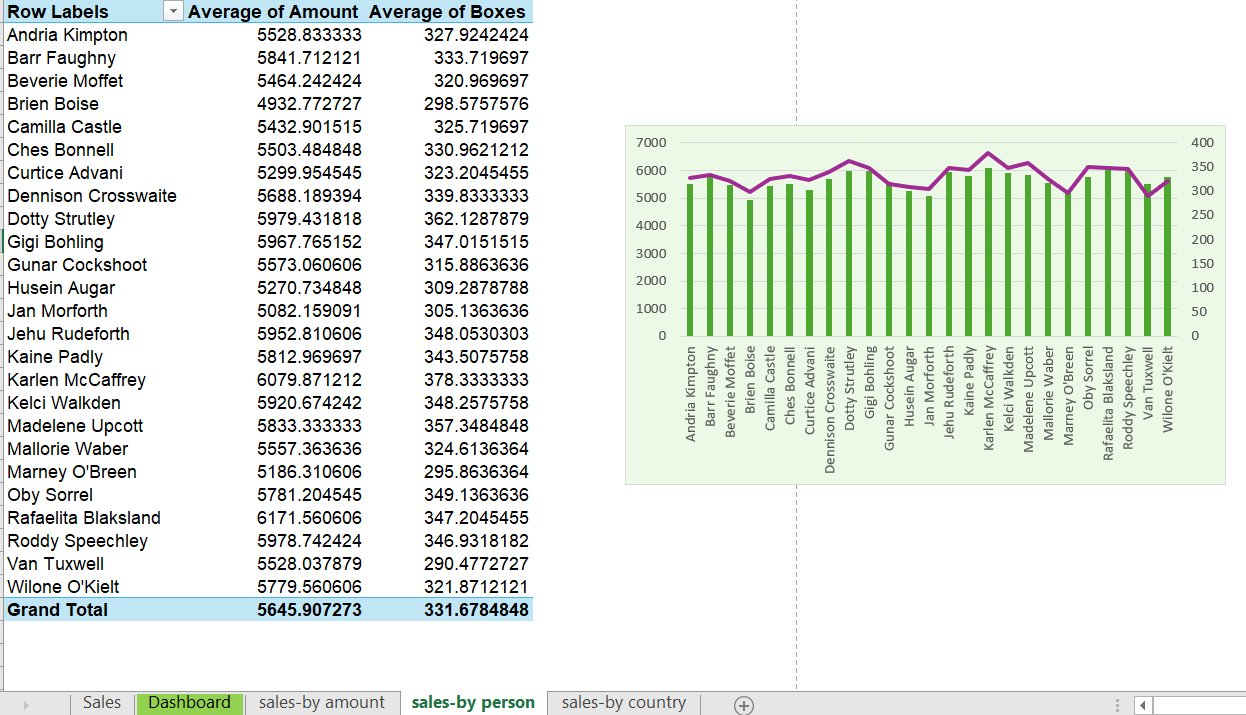 Row Labels Average of Amount Average of Boxes
Andria Kimpton 5528.833333 327.9242424
Barr Faughny 5841.712121 333.719697
Beverie Moffet 5464.242424 320.969697
Brien Boise 4932.772727 298.5757576
Camilla Castle 5432.901515 325.719697
Ches Bonnell 5503.484848 330.9621212
Curtice Advani 5299.954545 323.2045455
Dennison Crosswaite 5688.189394 339.8333333
Dotty Strutley 5979.431818 362.1287879
Gigi Bohling 5967.765152 347.0151515
Gunar Cockshoot 5573.060606 315.8863636
Husein Augar 5270.734848 309.2878788
Jan Morforth 5082.159091 305.1363636
Jehu Rudeforth 5952.810606 348.0530303
Kaine Padly 5812.969697 343.5075758
Karlen McCaffrey 6079.871212 378.3333333
Kelci Walkden 5920.674242 348.2575758
Madelene Upcott 5833.333333 357.3484848
Mallorie Waber 5557.363636 324.6136364
Marney O'Breen 5186.310606 295.8636364
Oby Sorrel 5781.204545 349.1363636
Rafaelita Blaksland 6171.560606 347.2045455
Roddy Speechley 5978.742424 346.9318182
Van Tuxwell 5528.037879 290.4772727
Wilone O'Kielt 5779.560606 321.8712121
Grand Total 5645.907273 331.6784848
7000
6000
5000
4000
3000
2000
1000
0
400
350
300
250
200
150
100
50
0
Andria Kimpton
Barr Faughny
Beverie Moffet
Brien Boise
Camilla Castle
Ches Bonnell
Curtice Advani
Dennison Crosswaite
Dotty Strutley
Gigi Bohling
Gunar Cockshoot
Husein Augar
Jan Morforth
Jehu Rudeforth
Kaine Padly
Karlen McCaffrey
Kelci Walkden
Madelene Upcott
Mallorie Waber
Marney O'Breen
Oby Sorrel
Rafaelita Blaksland
Roddy Speechley
Van Tuxwell
Wilone O'Kielt
Sales Dashboard sales-by amount sales-by person sales-by country